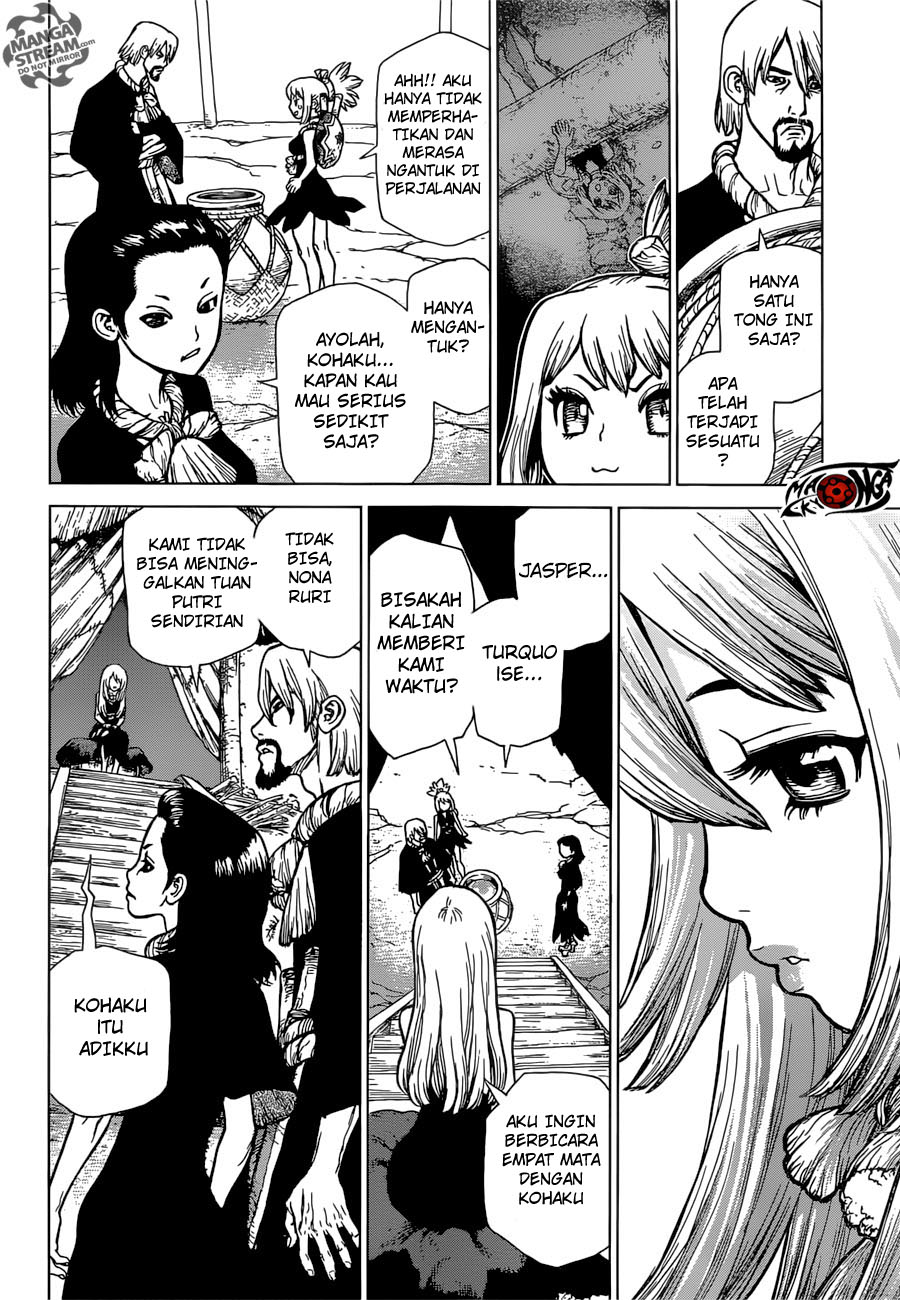 MANGA
STREAM.com
DO NOT MIRROR
HANYA
SATU
TONG INI
SAJA?
APA
TELAH
TERJADI
SESUATU
?
AHH!! AKU
HANYA TIDAK
MEMPERHA-
TIKAN DAN
MERASA
NGANTUK DI
PERJALANAN
HANYA
MENGAN-
TUK?
AYOLAH,
KOHAKU...
KAPAN KAU
MAU SERIUS
SEDIKIT
SAJA?
JASPER...
TURQUO
ISE...
BISAKAH
KALIAN
MEMBERI
KAMI
WAKTU?
AKU INGIN
BERBICARA
EMPAT MATA
DENGAN
KOHAKU
TIDAK
BISA,
NONA
RURI
KAMI TIDAK
BISA MENING-
GALKAN TUAN
PUTRI
SENDIRIAN
KOHAKU
ITU
ADIKKU